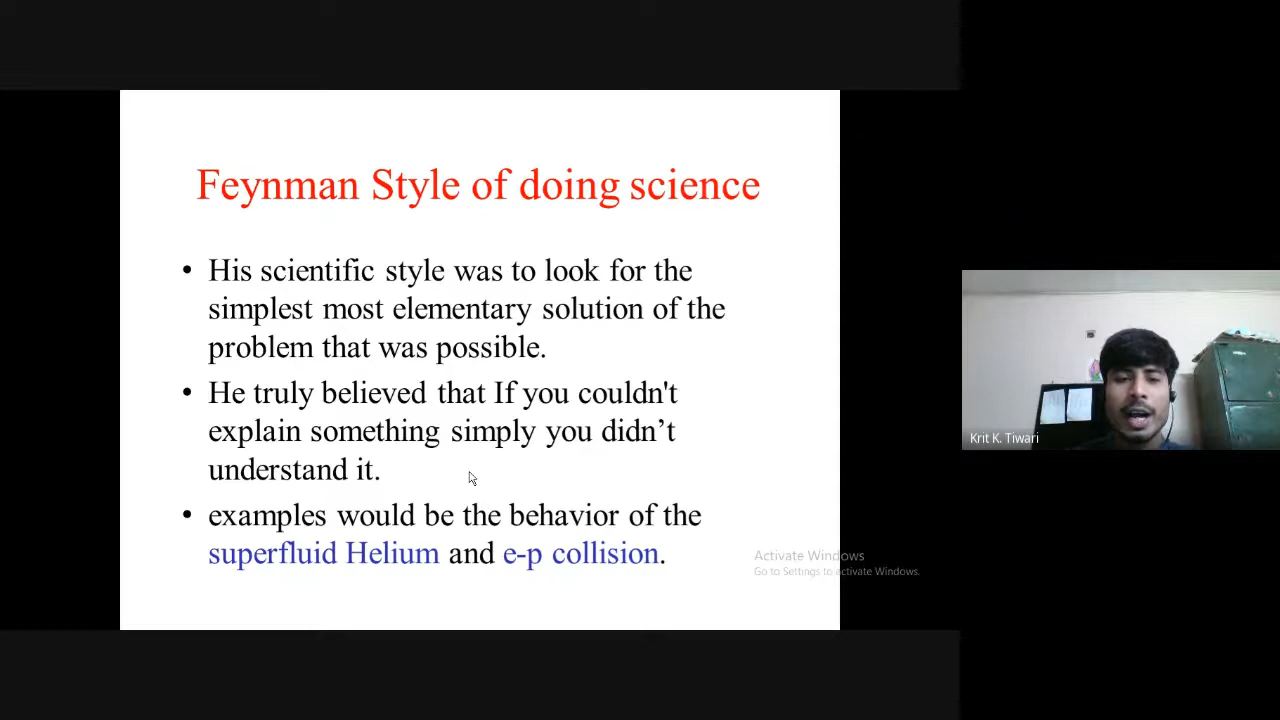 Feynman Style of doing science
• His scientific style was to look for the
simplest most elementary solution of the
problem that was possible.
• He truly believed that If you couldn't
explain something simply you didn’t
understand it.
• examples would be the behavior of the
superfluid Helium and e-p collision.
Activate Windows
Go to Settings to activate Windows.
Krit K. Tiwari